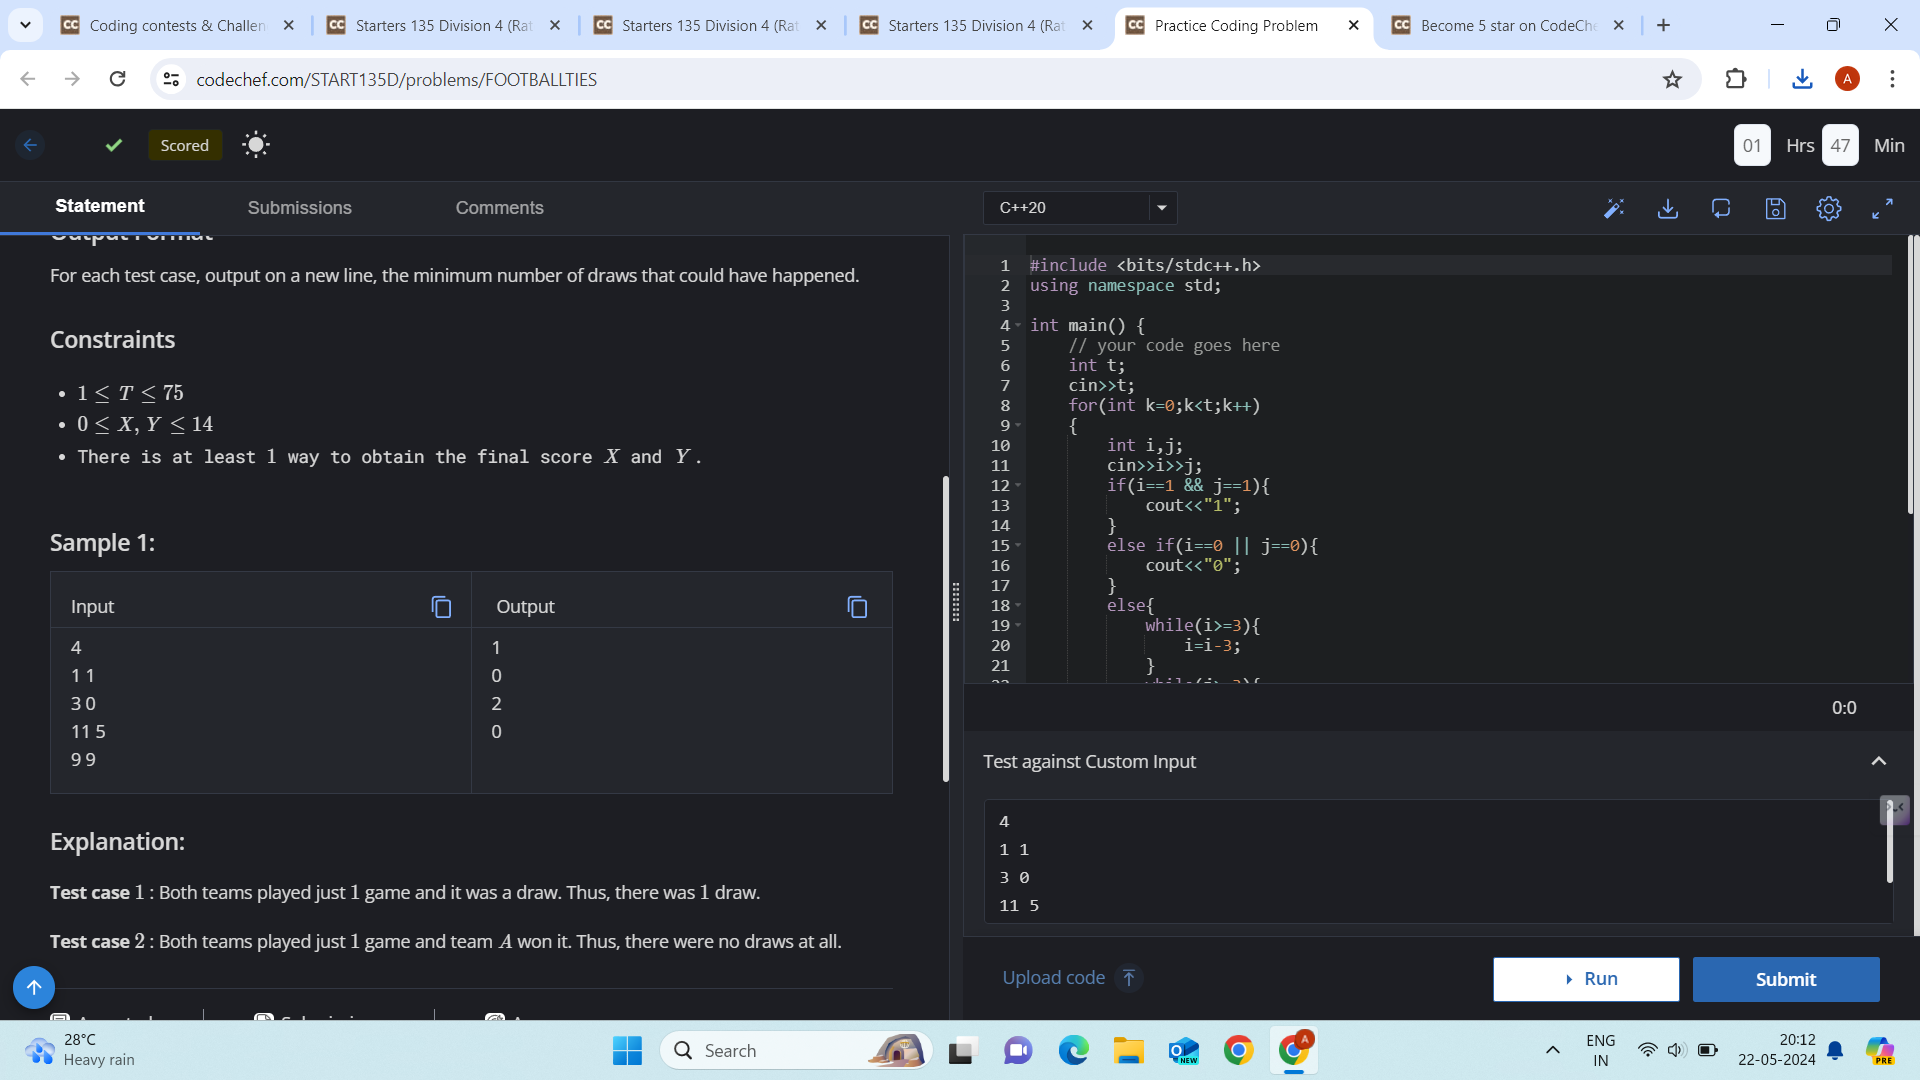 Coding contests & Challen
Starters 135 Division 4 (Rat
Starters 135 Division 4 (Rat
Starters 135 Division 4 (Rat
Practice Coding Problem
Become 5 star on CodeChe
codechef.com/START135D/problems/FOOTBALLTIES
A
Scored
01 Hrs 47 Min
Statement
Submissions
Comments
C++20
Output Format
For each test case, output on a new line, the minimum number of draws that could have happened.
Constraints
• 1 ≤ T ≤ 75
• 0 ≤ X, Y ≤ 14
• There is at least 1 way to obtain the final score X and Y.
Sample 1:
Input
Output
4
1 1
3 0
11 5
9 9
1
0
2
0
Explanation:
Test case 1 : Both teams played just 1 game and it was a draw. Thus, there was 1 draw.
Test case 2 : Both teams played just 1 game and team A won it. Thus, there were no draws at all.
1 #include <bits/stdc++.h>
2 using namespace std;
3
4 int main() {
5 // your code goes here
6 int t;
7 cin>>t;
8 for(int k=0;k<t;k++)
9 {
10 int i,j;
11 cin>>i>>j;
12 if(i==1 && j==1){
13 cout<<"1";
14 }
15 else if(i==0 || j==0){
16 cout<<"0";
17 }
18 else{
19 while(i>=3){
20 i=i-3;
21 }
0:0
Test against Custom Input
4
1 1
3 0
11 5
Upload code
Run
Submit
28°C
Heavy rain
Search
ENG
IN
20:12
22-05-2024